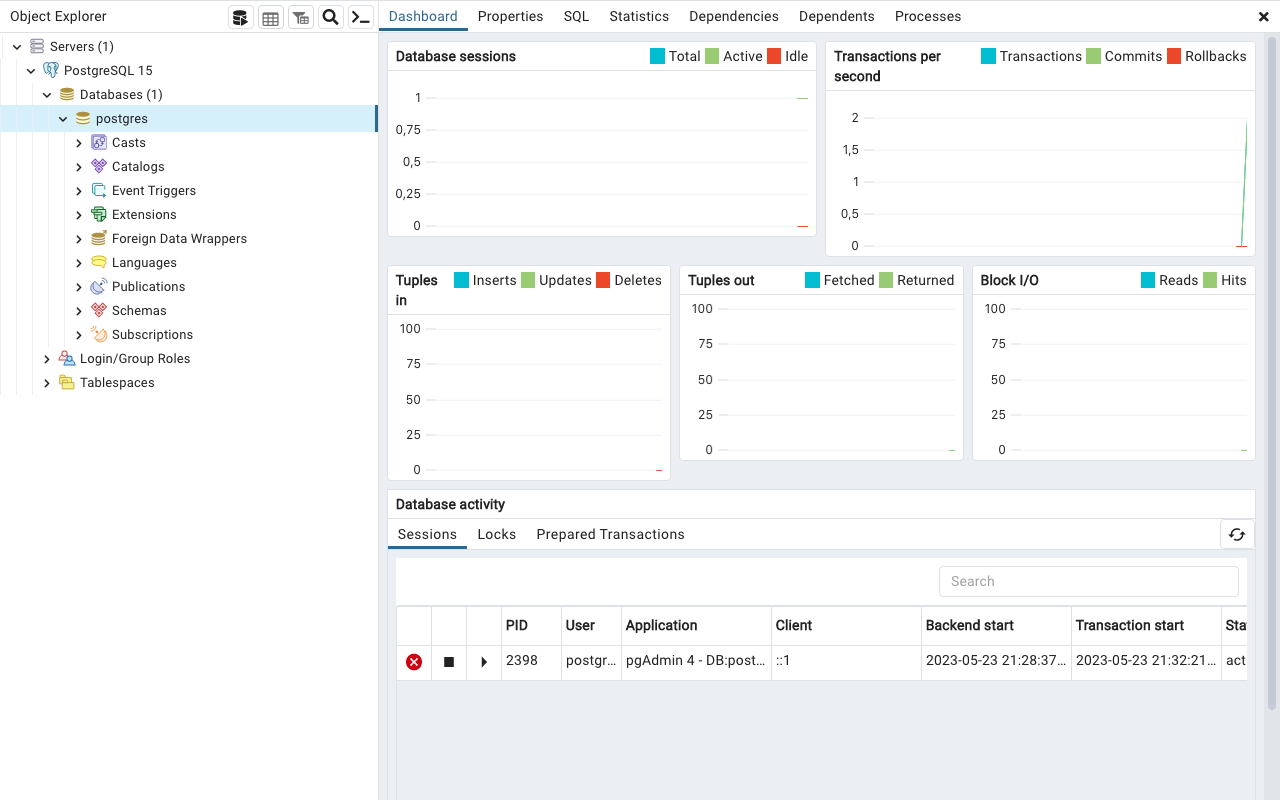 Object Explorer
Dashboard Properties SQL Statistics Dependencies Dependents Processes
Servers (1)
PostgreSQL 15
Databases (1)
postgres
Casts
Catalogs
Event Triggers
Extensions
Foreign Data Wrappers
Languages
Publications
Schemas
Subscriptions
Login/Group Roles
Tablespaces
Database sessions Total Active Idle
1
0,75
0,5
0,25
0
Transactions per second Transactions Commits Rollbacks
2
1,5
1
0,5
0
Tuples in Inserts Updates Deletes
100
75
50
25
0
Tuples out Fetched Returned
100
75
50
25
0
Block I/O Reads Hits
100
75
50
25
0
Database activity
Sessions Locks Prepared Transactions
Search
PID User Application Client Backend start Transaction start Sta
2398 postgr... pgAdmin 4 - DB:post... ::1 2023-05-23 21:28:37... 2023-05-23 21:32:21... act